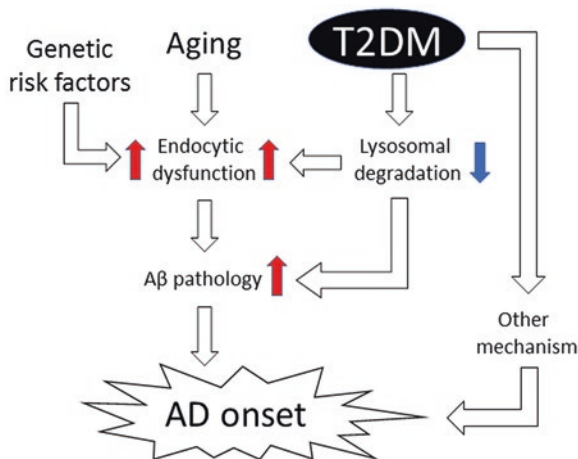 Genetic
risk factors
Aging
T2DM
Endocytic
dysfunction
Lysosomal
degradation
Aβ pathology
Other
mechanism
AD onset